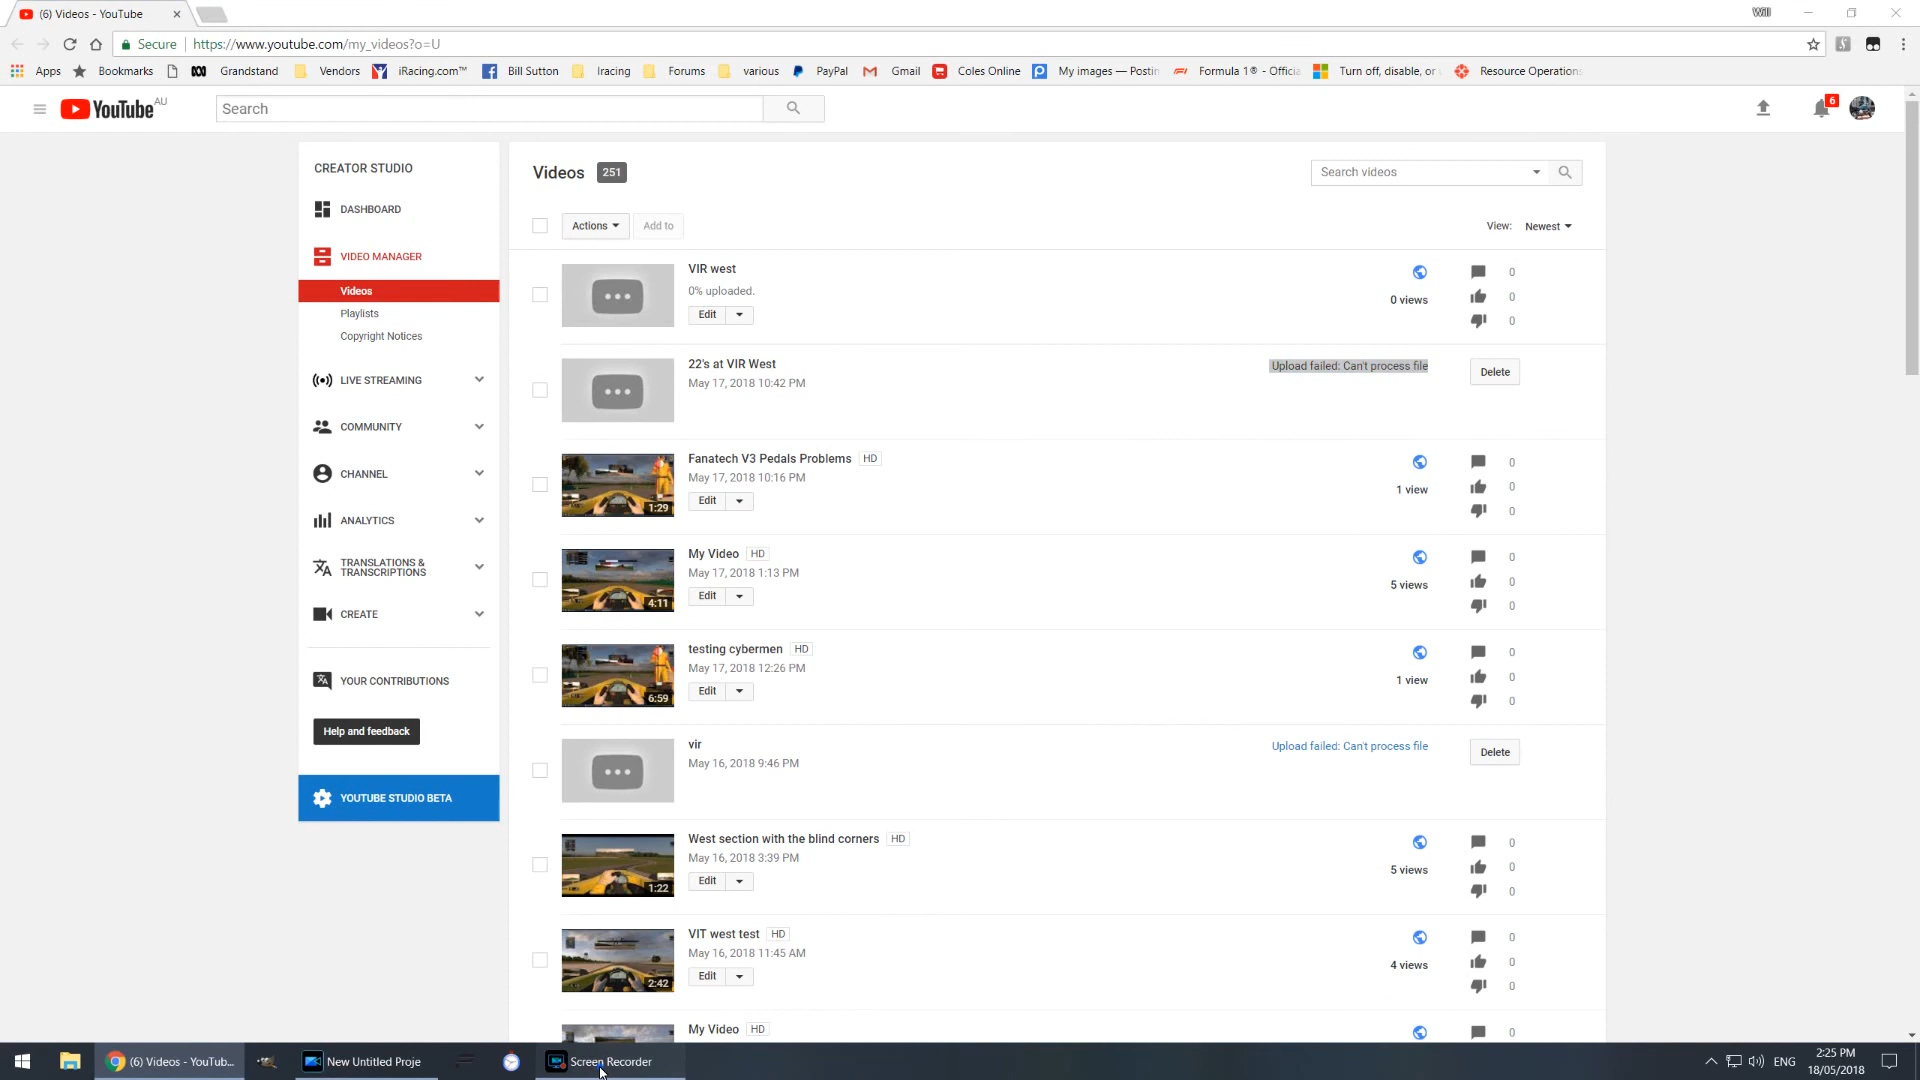 (6) Videos - YouTube
Will
Secure
https://www.youtube.com/my_videos?o=U
Apps
Bookmarks
Grandstand
Vendors
iRacing.com™
Bill Sutton
Iracing
Forums
various
PayPal
Gmail
Coles Online
My images — Postin
Formula 1® - Officia
Turn off, disable, or
Resource Operation
YouTube AU
Search
6
CREATOR STUDIO
DASHBOARD
VIDEO MANAGER
Videos
Playlists
Copyright Notices
LIVE STREAMING
COMMUNITY
CHANNEL
ANALYTICS
TRANSLATIONS &
TRANSCRIPTIONS
CREATE
YOUR CONTRIBUTIONS
Help and feedback
YOUTUBE STUDIO BETA
Videos 251
Search videos
Actions
Add to
View: Newest
VIR west
0% uploaded.
Edit
0 views
0
0
0
22's at VIR West
May 17, 2018 10:42 PM
Upload failed: Can't process file
Delete
Fanatech V3 Pedals Problems HD
May 17, 2018 10:16 PM
Edit
1:29
1 view
0
0
0
My Video HD
May 17, 2018 1:13 PM
Edit
4:11
5 views
0
0
0
testing cybermen HD
May 17, 2018 12:26 PM
Edit
6:59
1 view
0
0
0
vir
May 16, 2018 9:46 PM
Upload failed: Can't process file
Delete
West section with the blind corners HD
May 16, 2018 3:39 PM
Edit
1:22
5 views
0
0
0
VIT west test HD
May 16, 2018 11:45 AM
Edit
2:42
4 views
0
0
0
My Video HD
0
(6) Videos - YouTub...
New Untitled Proje
Screen Recorder
ENG
2:25 PM
18/05/2018